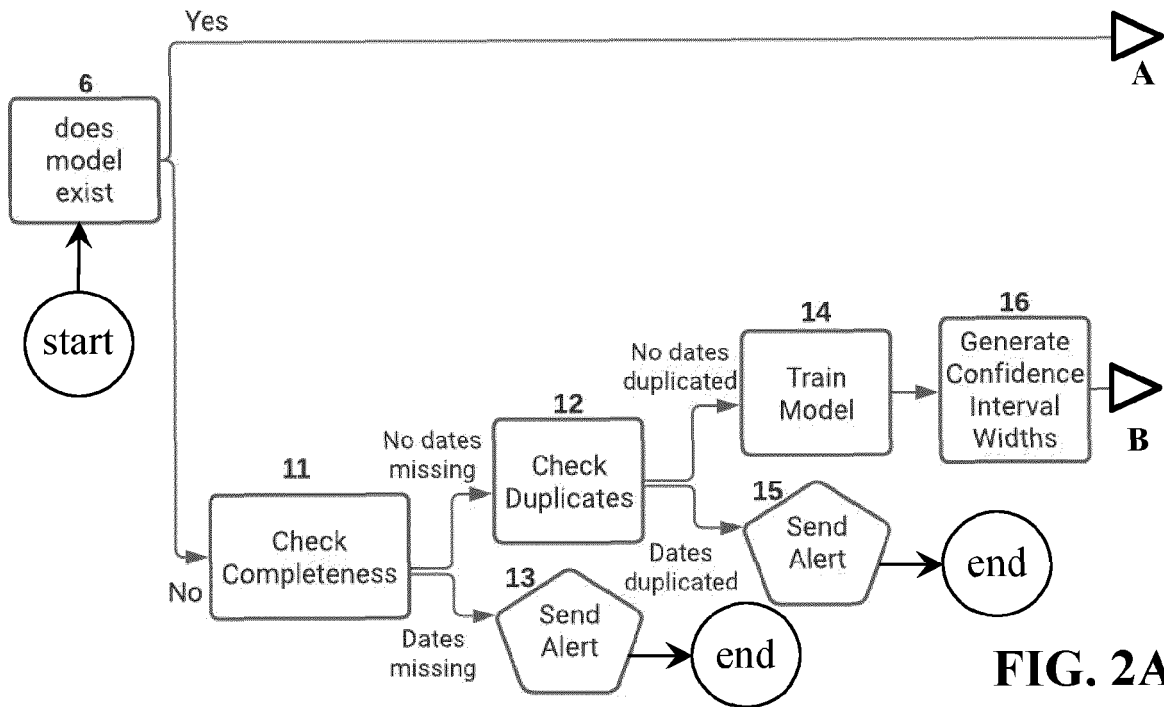 Yes
A
6
does
model
exist
start
No
11
Check
Completeness
No dates
missing
Dates
missing
12
Check
Duplicates
13
Send
Alert
end
No dates
duplicated
Dates
duplicated
14
Train
Model
15
Send
Alert
end
16
Generate
Confidence
Interval
Widths
B
FIG. 2A